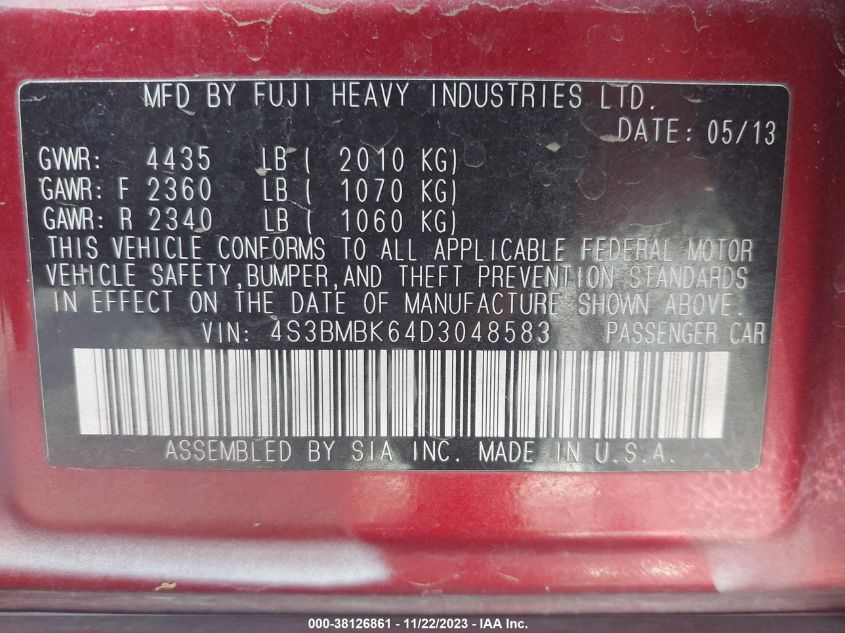 MFD BY FUJI HEAVY INDUSTRIES LTD.
DATE: 05/13
GVWR: 4435 LB ( 2010 KG)
GAWR: F 2360 LB ( 1070 KG)
GAWR: R 2340 LB ( 1060 KG)
THIS VEHICLE CONFORMS TO ALL APPLICABLE FEDERAL MOTOR
VEHICLE SAFETY,BUMPER,AND THEFT PREVENTION STANDARDS
IN EFFECT ON THE DATE OF MANUFACTURE SHOWN ABOVE.
VIN: 4S3BMBK64D3048583 PASSENGER CAR
ASSEMBLED BY SIA INC. MADE IN U.S.A.
000-38126861 - 11/22/2023 - IAA Inc.